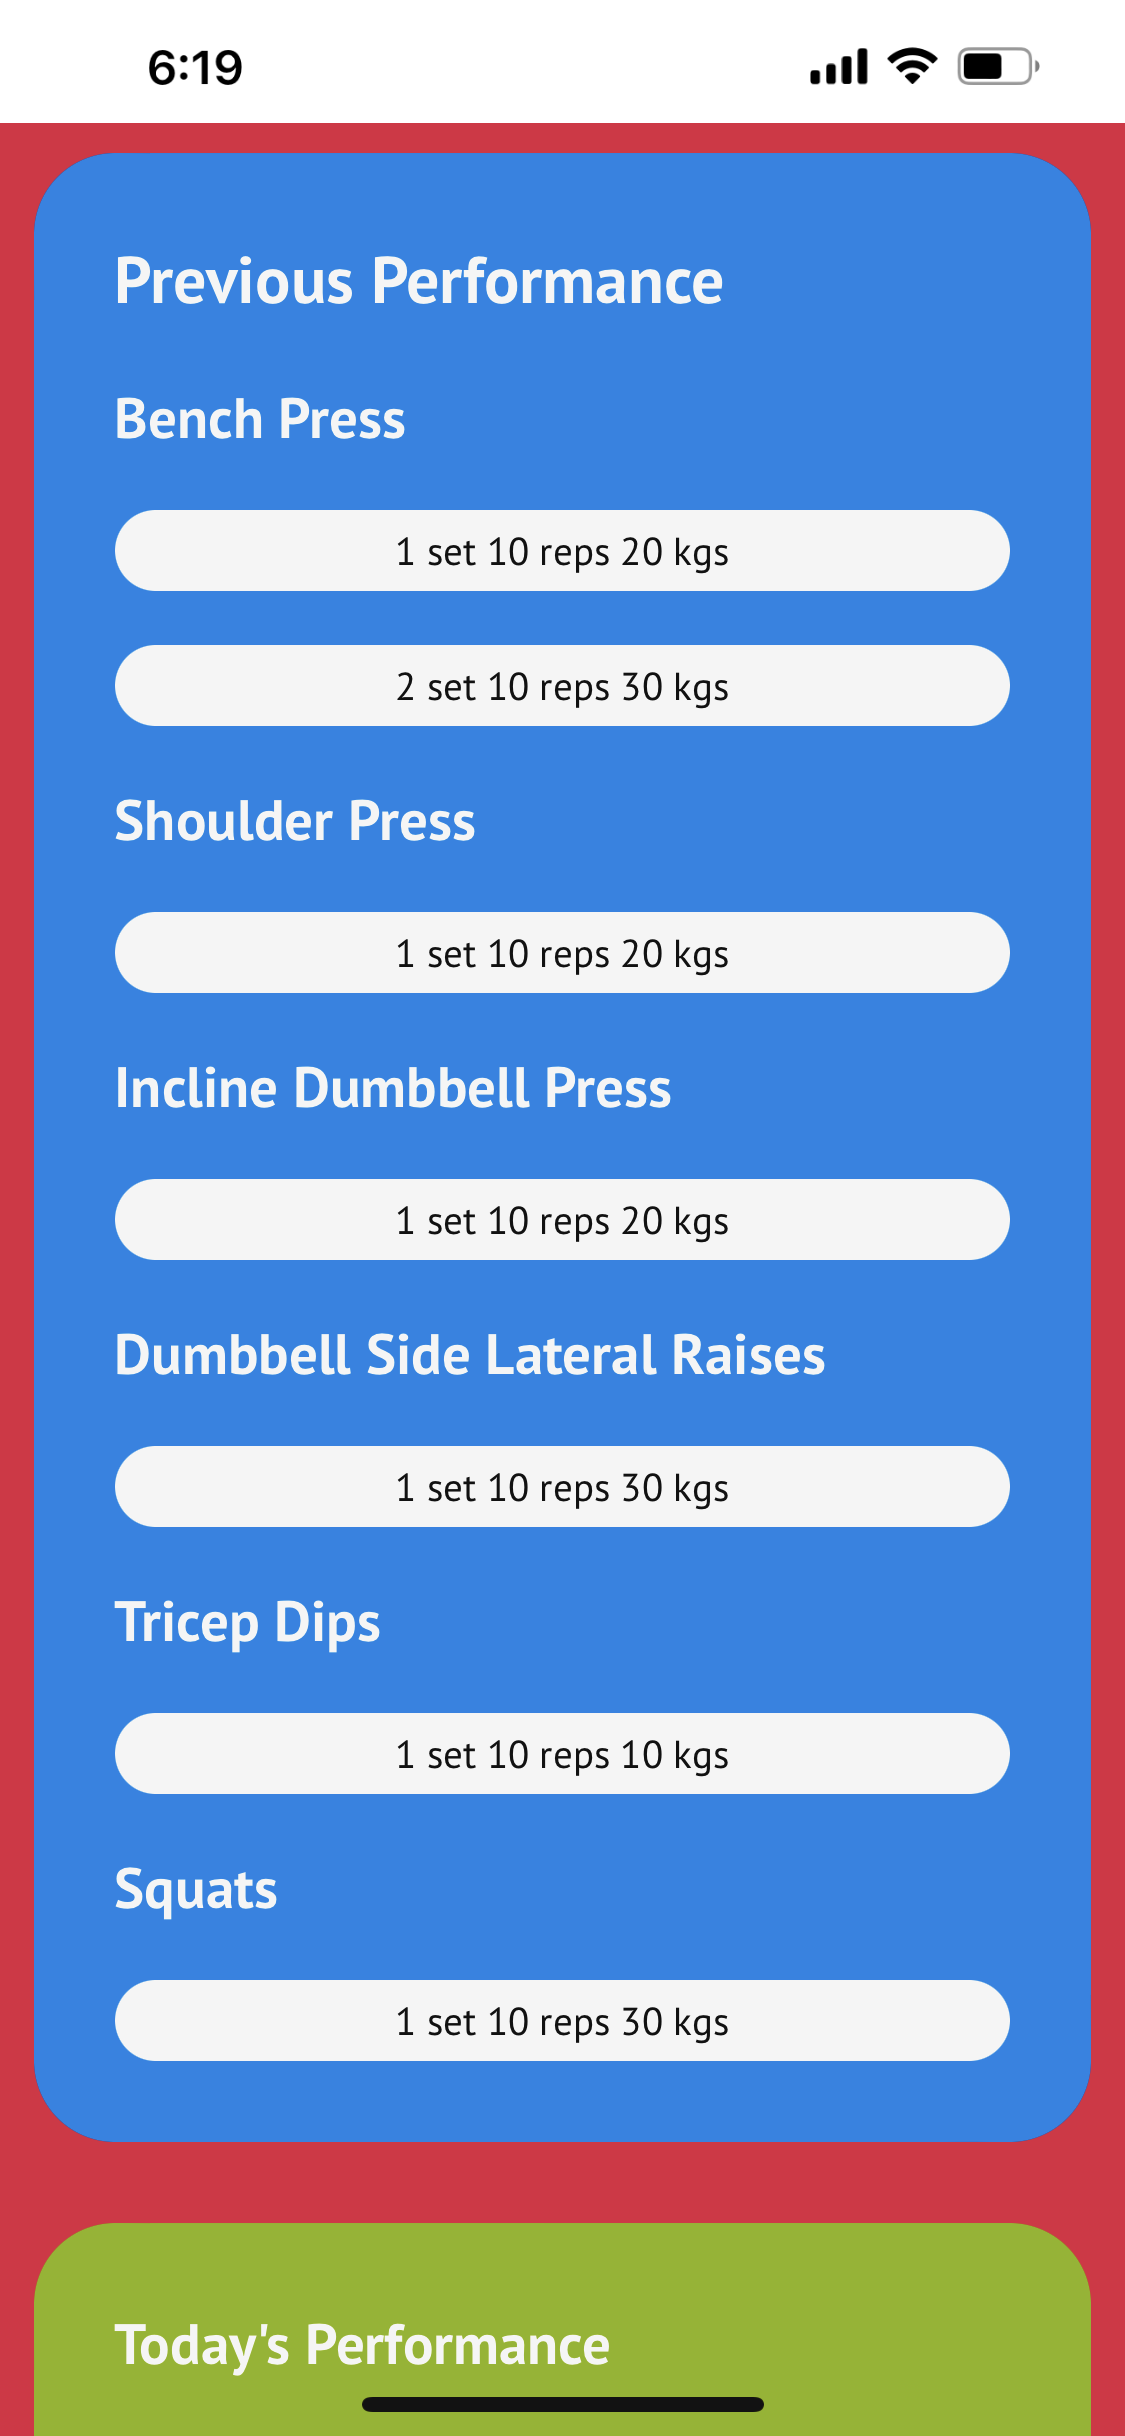 6:19
Previous Performance
Bench Press
1 set 10 reps 20 kgs
2 set 10 reps 30 kgs
Shoulder Press
1 set 10 reps 20 kgs
Incline Dumbbell Press
1 set 10 reps 20 kgs
Dumbbell Side Lateral Raises
1 set 10 reps 30 kgs
Tricep Dips
1 set 10 reps 10 kgs
Squats
1 set 10 reps 30 kgs
Today's Performance